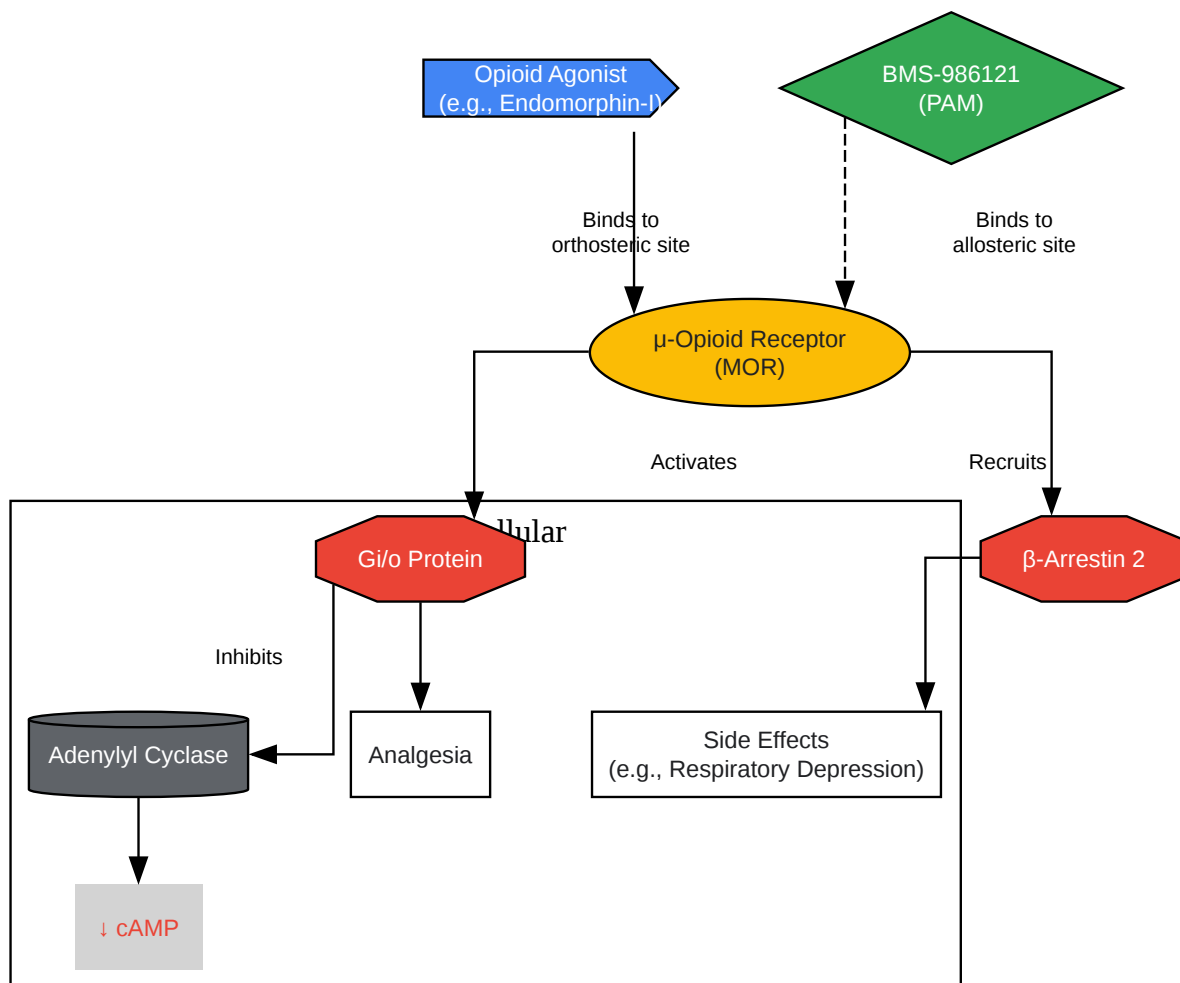 Opioid Agonist
(e.g., Endomorphin-I)
BMS-986121
(PAM)
Binds to
orthosteric site
Binds to
allosteric site
μ-Opioid Receptor
(MOR)
Activates
Recruits
Gi/o Protein
β-Arrestin 2
Inhibits
Adenylyl Cyclase
Analgesia
Side Effects
(e.g., Respiratory Depression)
↓ cAMP